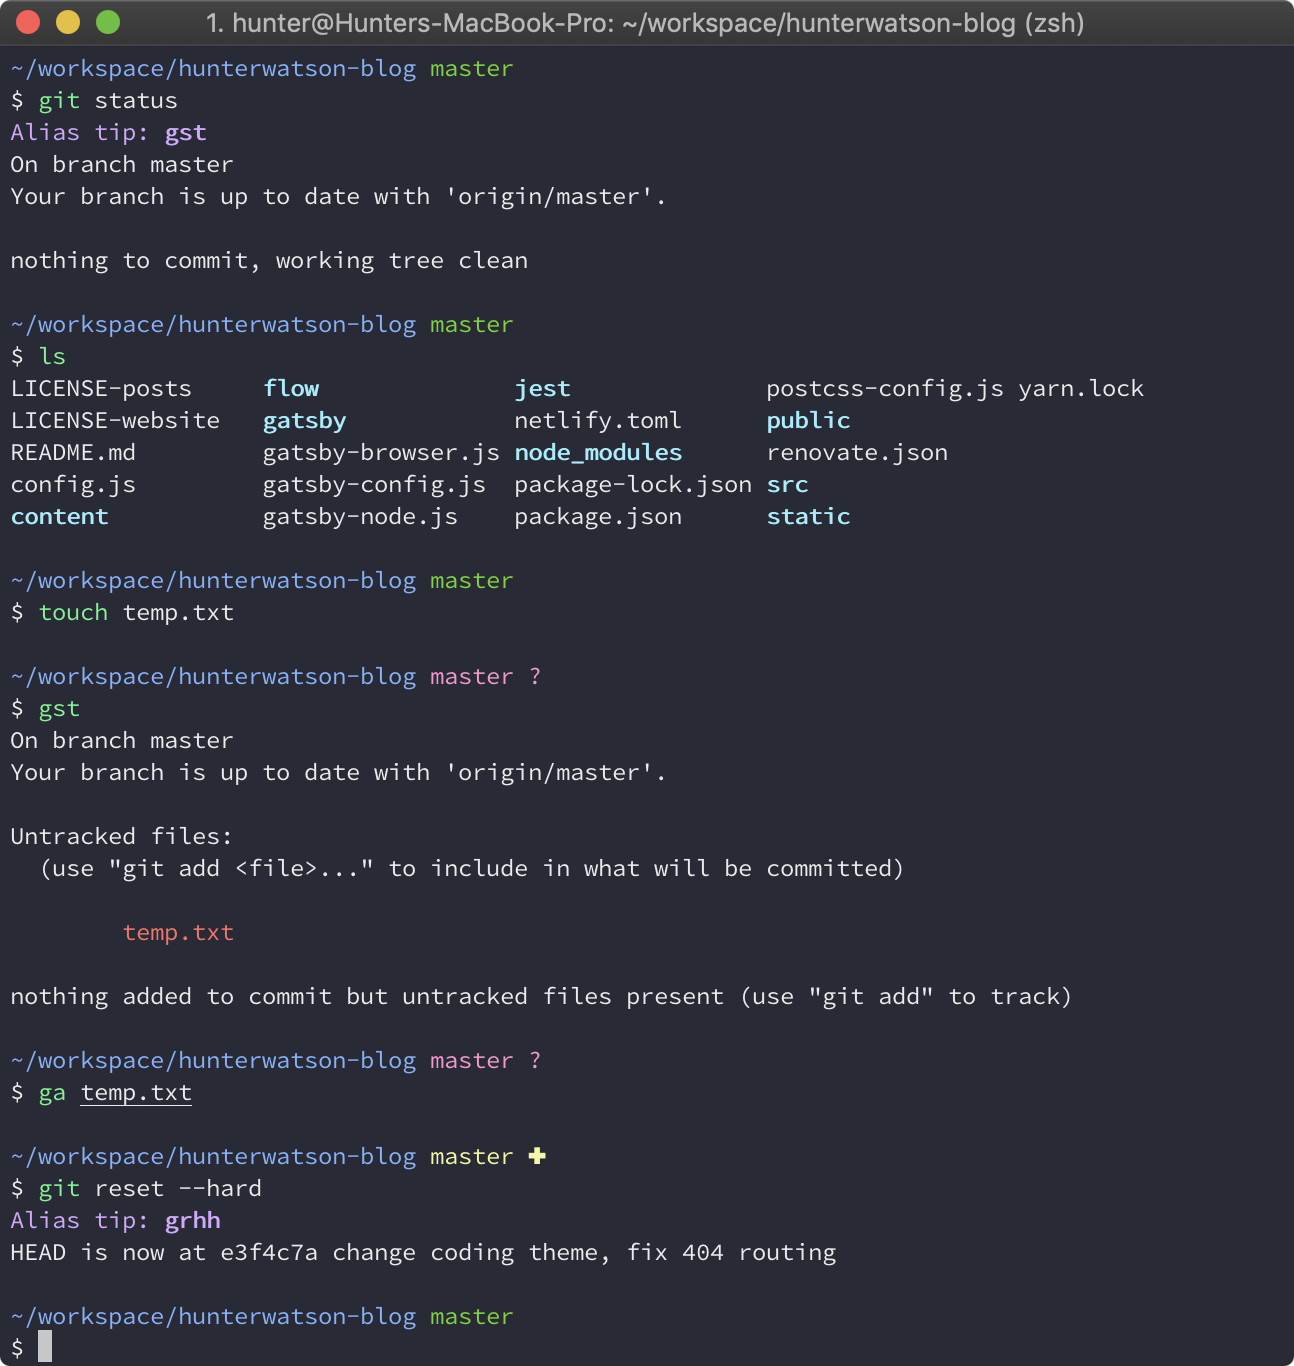 1. hunter@Hunters-MacBook-Pro: ~/workspace/hunterwatson-blog (zsh)
~/workspace/hunterwatson-blog master
$ git status
Alias tip: gst
On branch master
Your branch is up to date with 'origin/master'.
nothing to commit, working tree clean
~/workspace/hunterwatson-blog master
$ ls
LICENSE-posts flow jest postcss-config.js yarn.lock
LICENSE-website gatsby netlify.toml public
README.md gatsby-browser.js node_modules renovate.json
config.js gatsby-config.js package-lock.json src
content gatsby-node.js package.json static
~/workspace/hunterwatson-blog master
$ touch temp.txt
~/workspace/hunterwatson-blog master ?
$ gst
On branch master
Your branch is up to date with 'origin/master'.
Untracked files:
(use "git add <file>..." to include in what will be committed)
temp.txt
nothing added to commit but untracked files present (use "git add" to track)
~/workspace/hunterwatson-blog master ?
$ ga temp.txt
~/workspace/hunterwatson-blog master ✚
$ git reset --hard
Alias tip: grhh
HEAD is now at e3f4c7a change coding theme, fix 404 routing
~/workspace/hunterwatson-blog master
$